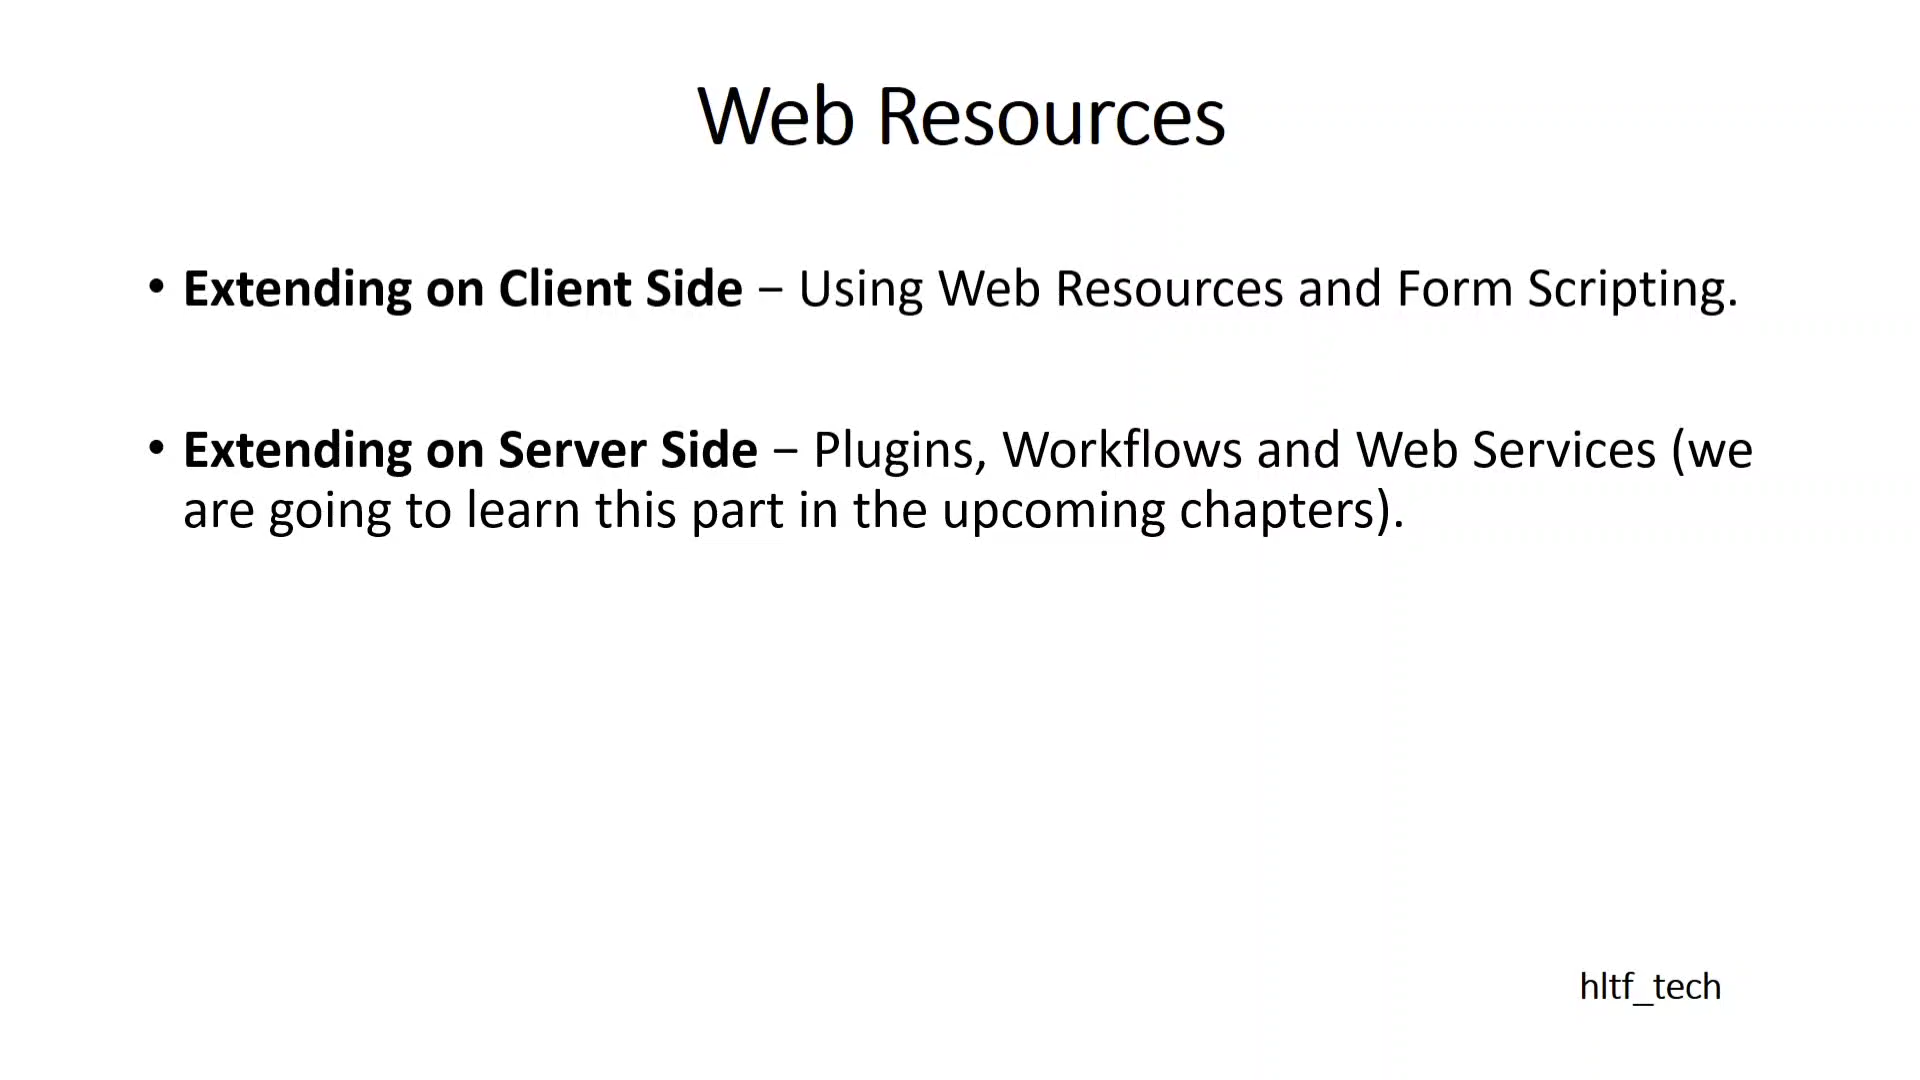 Web Resources
• Extending on Client Side − Using Web Resources and Form Scripting.
• Extending on Server Side − Plugins, Workflows and Web Services (we
are going to learn this part in the upcoming chapters).
hltf_tech